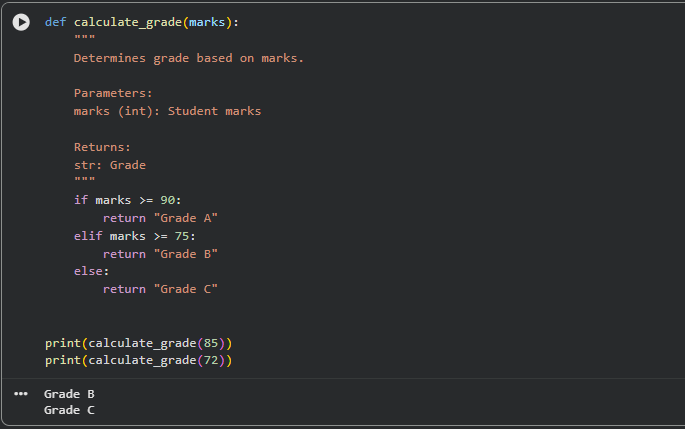 def calculate_grade(marks):
    """
    Determines grade based on marks.

    Parameters:
    marks (int): Student marks

    Returns:
    str: Grade
    """
    if marks >= 90:
        return "Grade A"
    elif marks >= 75:
        return "Grade B"
    else:
        return "Grade C"


print(calculate_grade(85))
print(calculate_grade(72))
Grade B
Grade C